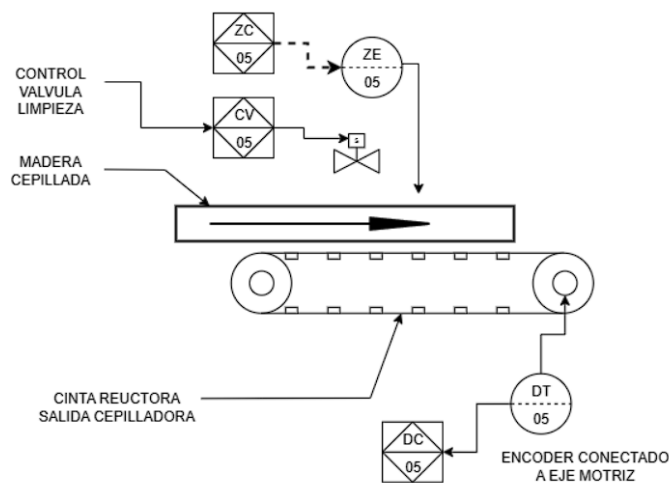 ZC
05
ZE
05
CONTROL
VALVULA
LIMPIEZA
CV
05
s
MADERA
CEPILLADA
CINTA REUCTORA
SALIDA CEPILLADORA
DT
05
DC
05
ENCODER CONECTADO
A EJE MOTRIZ